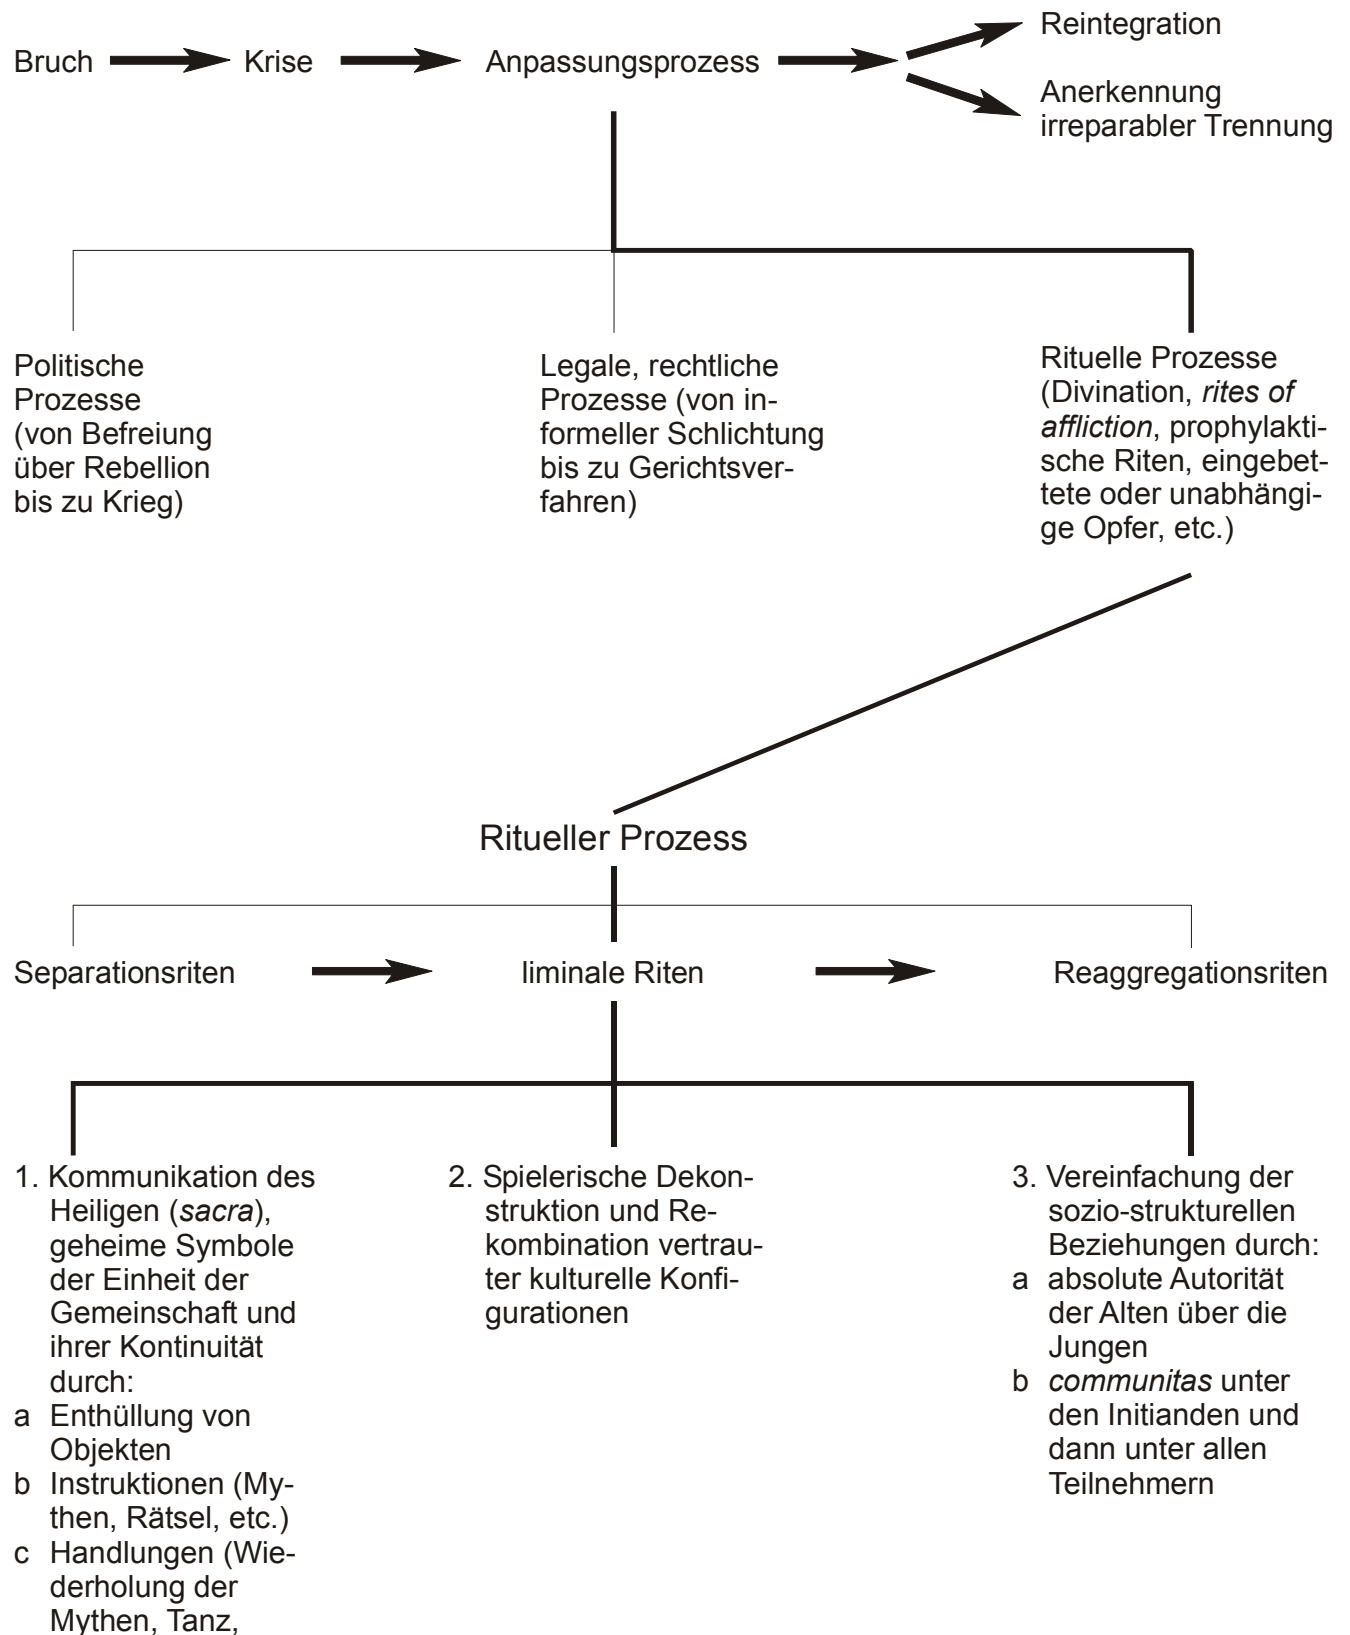 Bruch
Krise
Anpassungsprozess
Reintegration
Anerkennung
irreparabler Trennung
Politische
Prozesse
(von Befreiung
über Rebellion
bis zu Krieg)
Legale, rechtliche
Prozesse (von in-
formeller Schlichtung
bis zu Gerichtsver-
fahren)
Rituelle Prozesse
(Divination, rites of
affliction, prophylakti-
sche Riten, eingebet-
tete oder unabhängi-
ge Opfer, etc.)
Ritueller Prozess
Separationsriten
liminale Riten
Reaggregationsriten
1. Kommunikation des
Heiligen (sacra),
geheime Symbole
der Einheit der
Gemeinschaft und
ihrer Kontinuität
durch:
a Enthüllung von
Objekten
b Instruktionen (My-
then, Rätsel, etc.)
c Handlungen (Wie-
derholung der
Mythen, Tanz,
2. Spielerische Dekon-
struktion und Re-
kombination vertrau-
ter kulturelle Konfi-
gurationen
3. Vereinfachung der
sozio-strukturellen
Beziehungen durch:
a absolute Autorität
der Alten über die
Jungen
b communitas unter
den Initianden und
dann unter allen
Teilnehmern